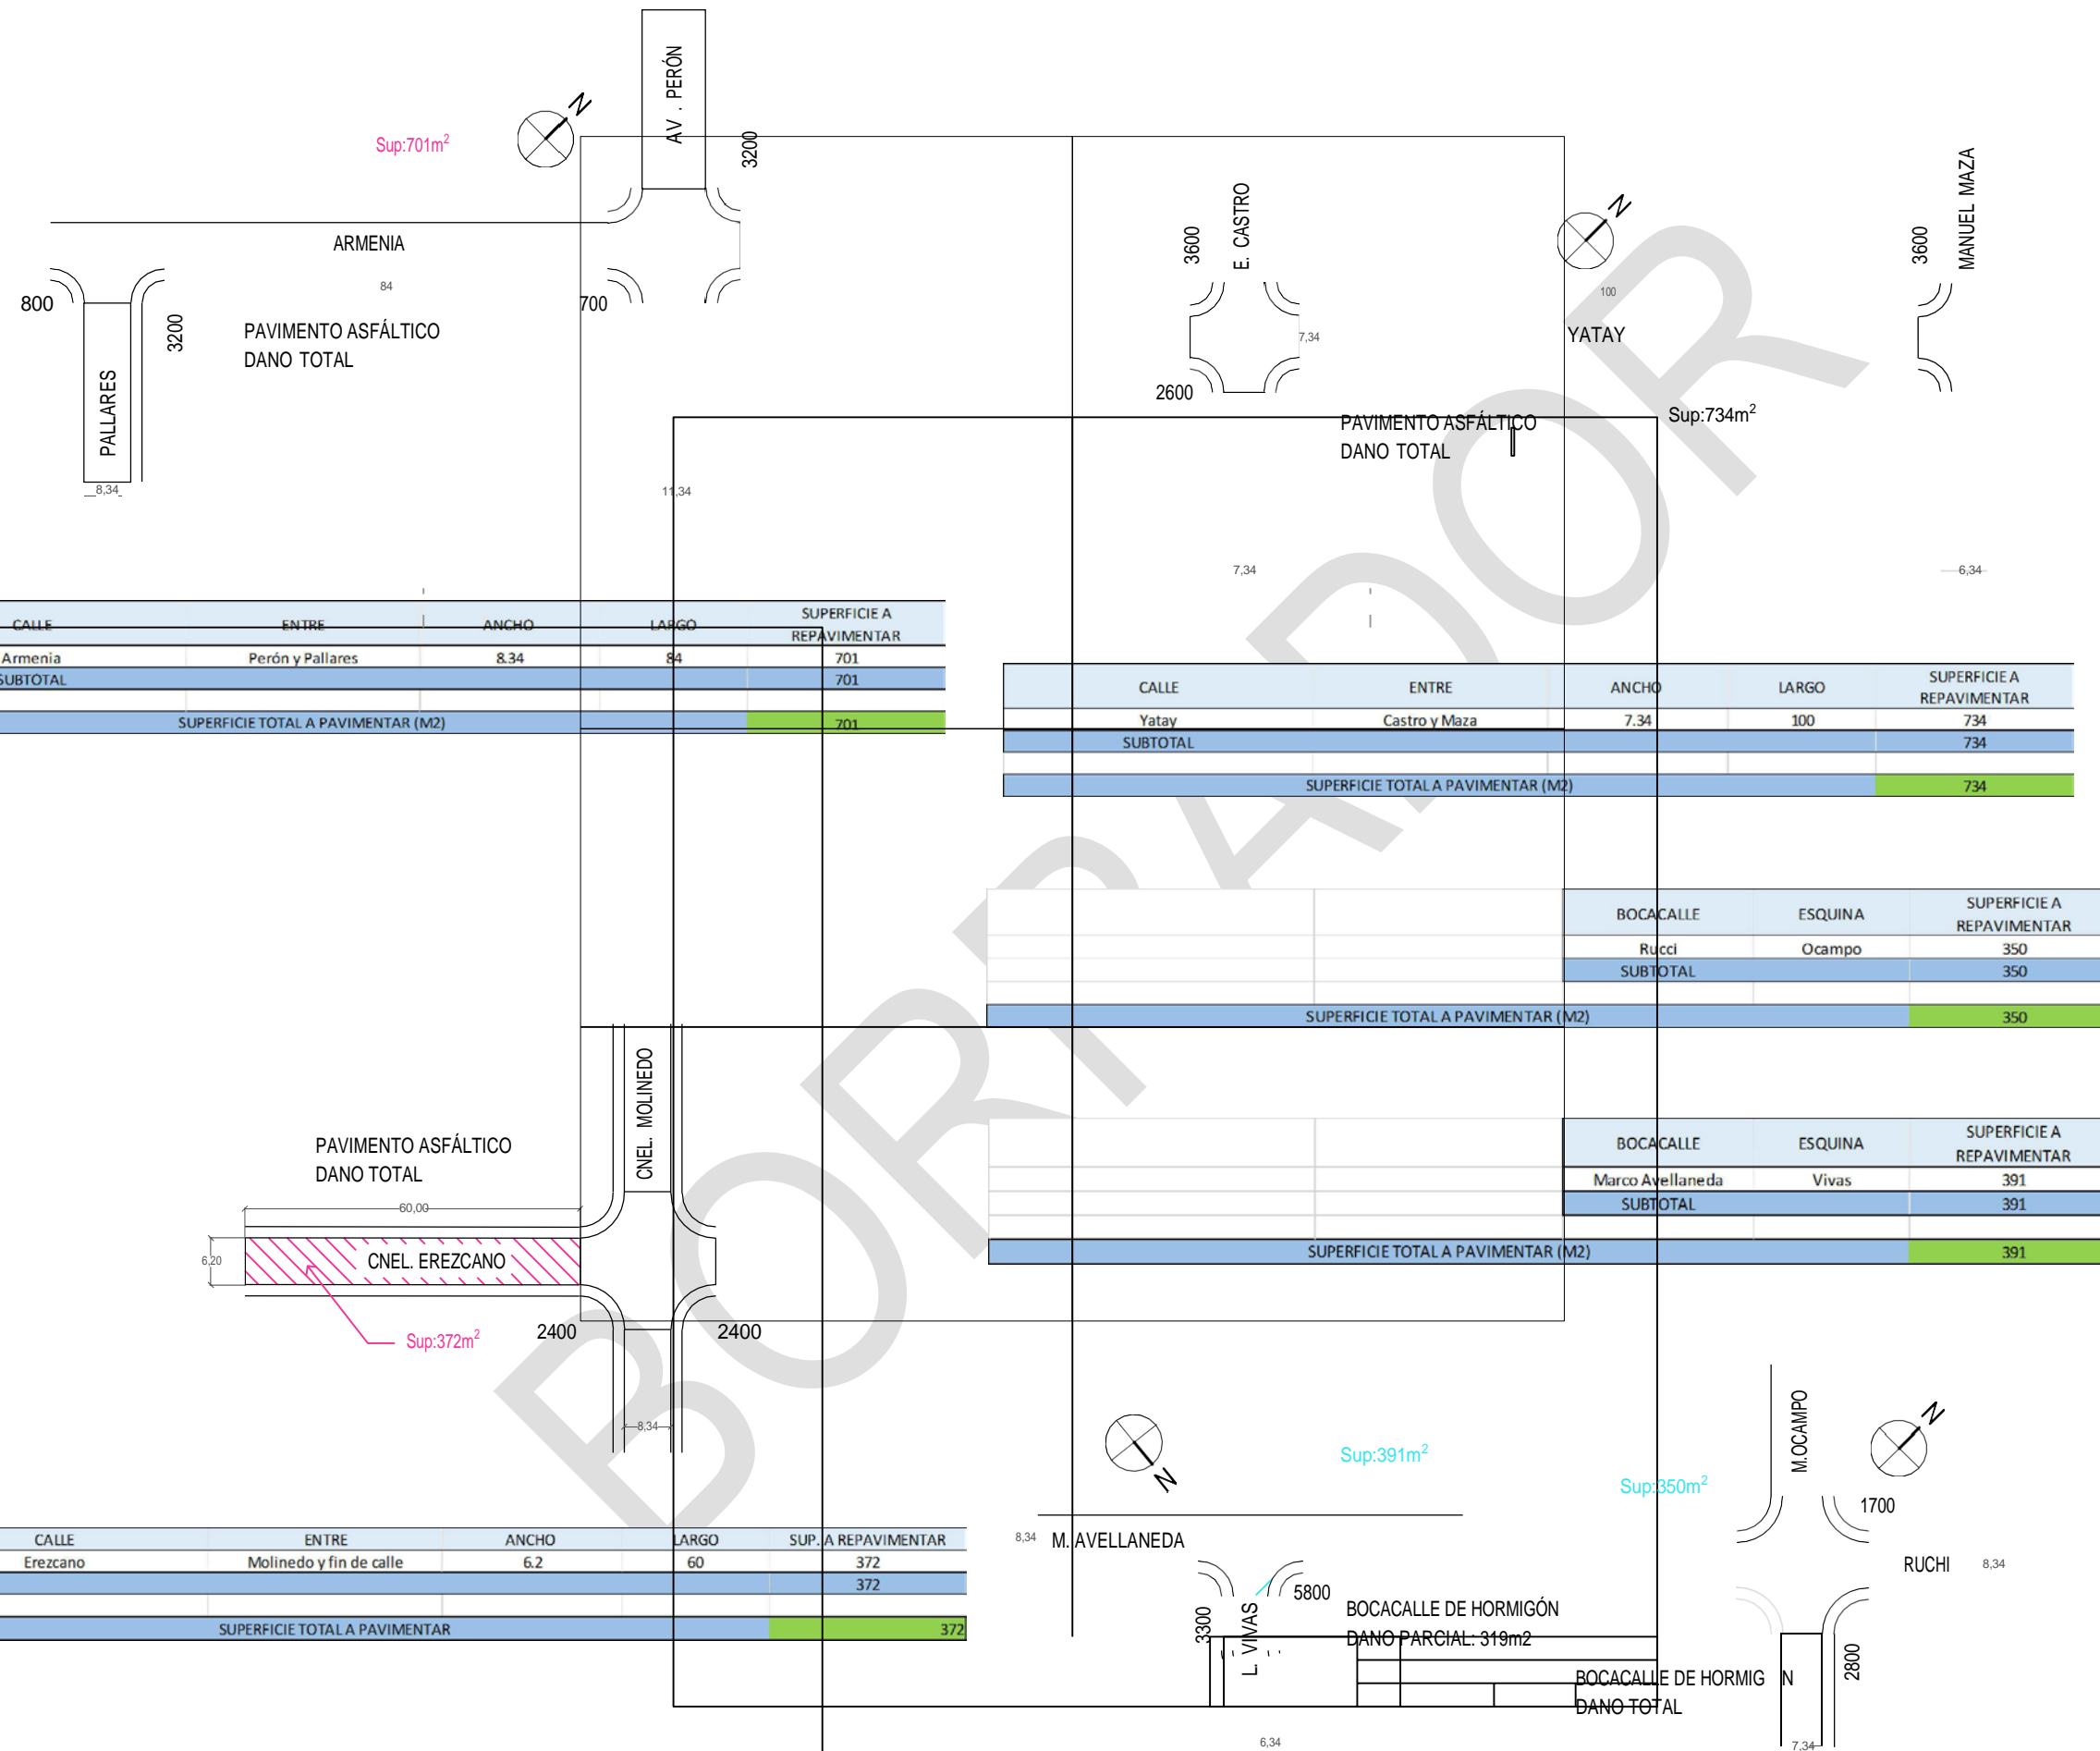 AV . PERÓN
3200
Sup:701m²
N
ARMENIA
84
800
700
3200
PAVIMENTO ASFÁLTICO
DANO TOTAL
PALLARES
8,34
11,34
CALLE ENTRE ANCHO LARGO SUPERFICIE A REPAVIMENTAR
Armenia Perón y Pallares 8.34 84 701
SUBTOTAL 701
SUPERFICIE TOTAL A PAVIMENTAR (M2) 701
E. CASTRO
3600
N
3600
MANUEL MAZA
100
7,34
YATAY
2600
Sup:734m²
PAVIMENTO ASFÁLTICO
DANO TOTAL
7,34
6,34
CALLE ENTRE ANCHO LARGO SUPERFICIE A REPAVIMENTAR
Yatay Castro y Maza 7.34 100 734
SUBTOTAL 734
SUPERFICIE TOTAL A PAVIMENTAR (M2) 734
BOCACALLE ESQUINA SUPERFICIE A REPAVIMENTAR
Rucci Ocampo 350
SUBTOTAL 350
SUPERFICIE TOTAL A PAVIMENTAR (M2) 350
BOCACALLE ESQUINA SUPERFICIE A REPAVIMENTAR
Marco Avellaneda Vivas 391
SUBTOTAL 391
SUPERFICIE TOTAL A PAVIMENTAR (M2) 391
CNEL. MOLINEDO
PAVIMENTO ASFÁLTICO
DANO TOTAL
60,00
6,20
CNEL. EREZCANO
Sup:372m²
2400
2400
8,34
CALLE ENTRE ANCHO LARGO SUP. A REPAVIMENTAR
Erezcano Molinedo y fin de calle 6.2 60 372
372
SUPERFICIE TOTAL A PAVIMENTAR 372
N
Sup:391m²
8,34
M. AVELLANEDA
5800
3300
L. VIVAS
BOCACALLE DE HORMIGÓN
DANO PARCIAL: 319m2
6,34
M.OCAMPO
N
Sup:350m²
1700
RUCHI
8,34
2800
BOCACALLE DE HORMIG N
DANO TOTAL
7,34
BORRADOR